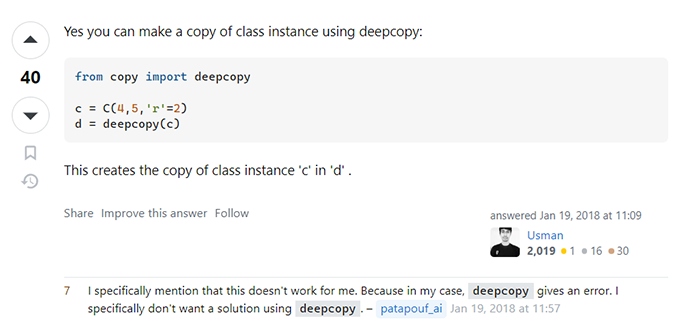 Yes you can make a copy of class instance using deepcopy:
40
from copy import deepcopy
c = C(4,5,'r'=2)
d = deepcopy(c)
This creates the copy of class instance 'c' in 'd' .
Share Improve this answer Follow
answered Jan 19, 2018 at 11:09
Usman
2,019 1 16 30
7 I specifically mention that this doesn't work for me. Because in my case, deepcopy gives an error. I
specifically don't want a solution using deepcopy . – patapouf_ai Jan 19, 2018 at 11:57